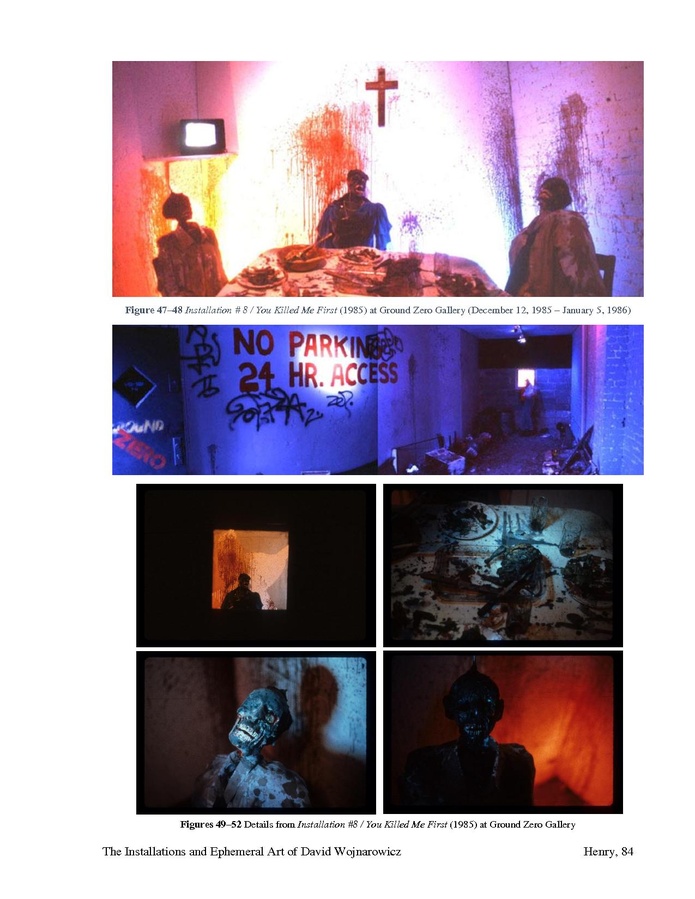 Figure 47–48 Installation # 8 / You Killed Me First (1985) at Ground Zero Gallery (December 12, 1985 – January 5, 1986)
NO PARKING
24 HR. ACCESS
GROUND
ZERO
Figures 49–52 Details from Installation #8 / You Killed Me First (1985) at Ground Zero Gallery
The Installations and Ephemeral Art of David Wojnarowicz Henry, 84